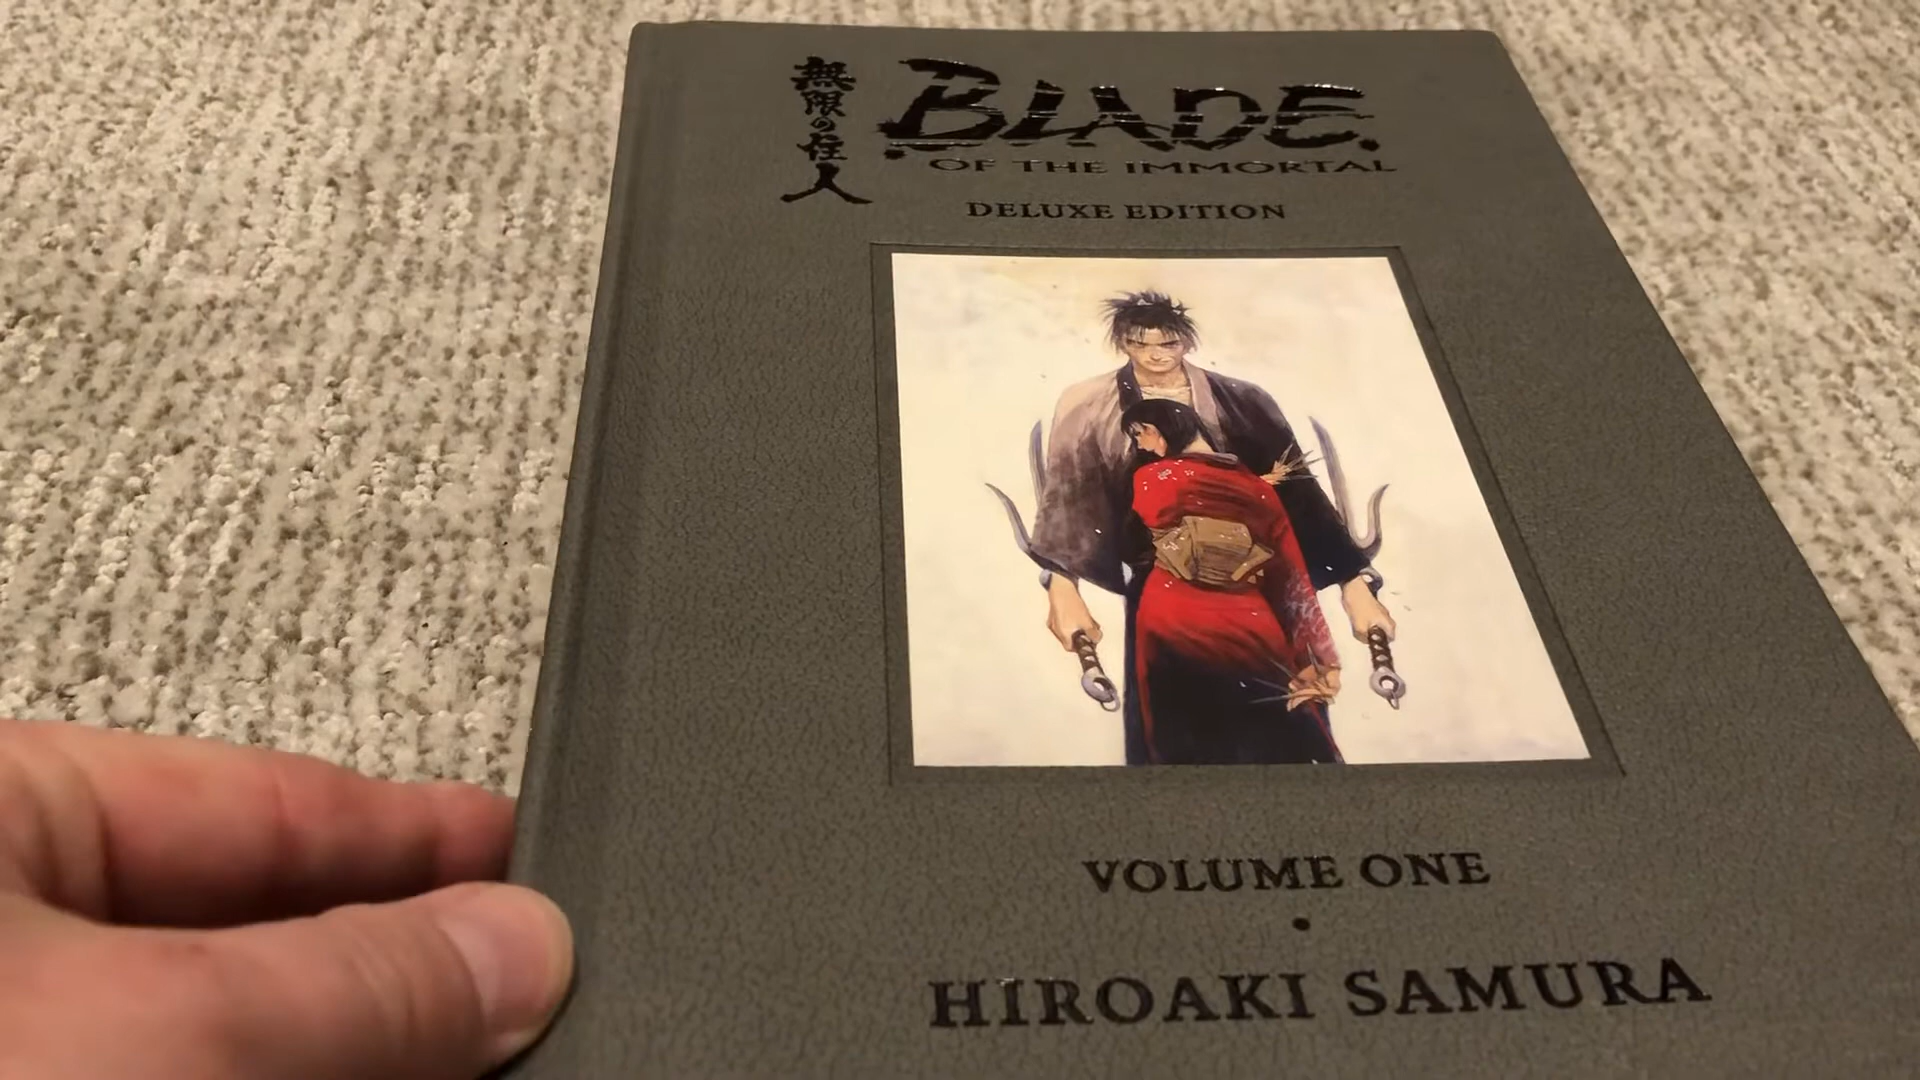 無限の住人
BLADE
OF THE IMMORTAL
DELUXE EDITION
VOLUME ONE
•
HIROAKI SAMURA